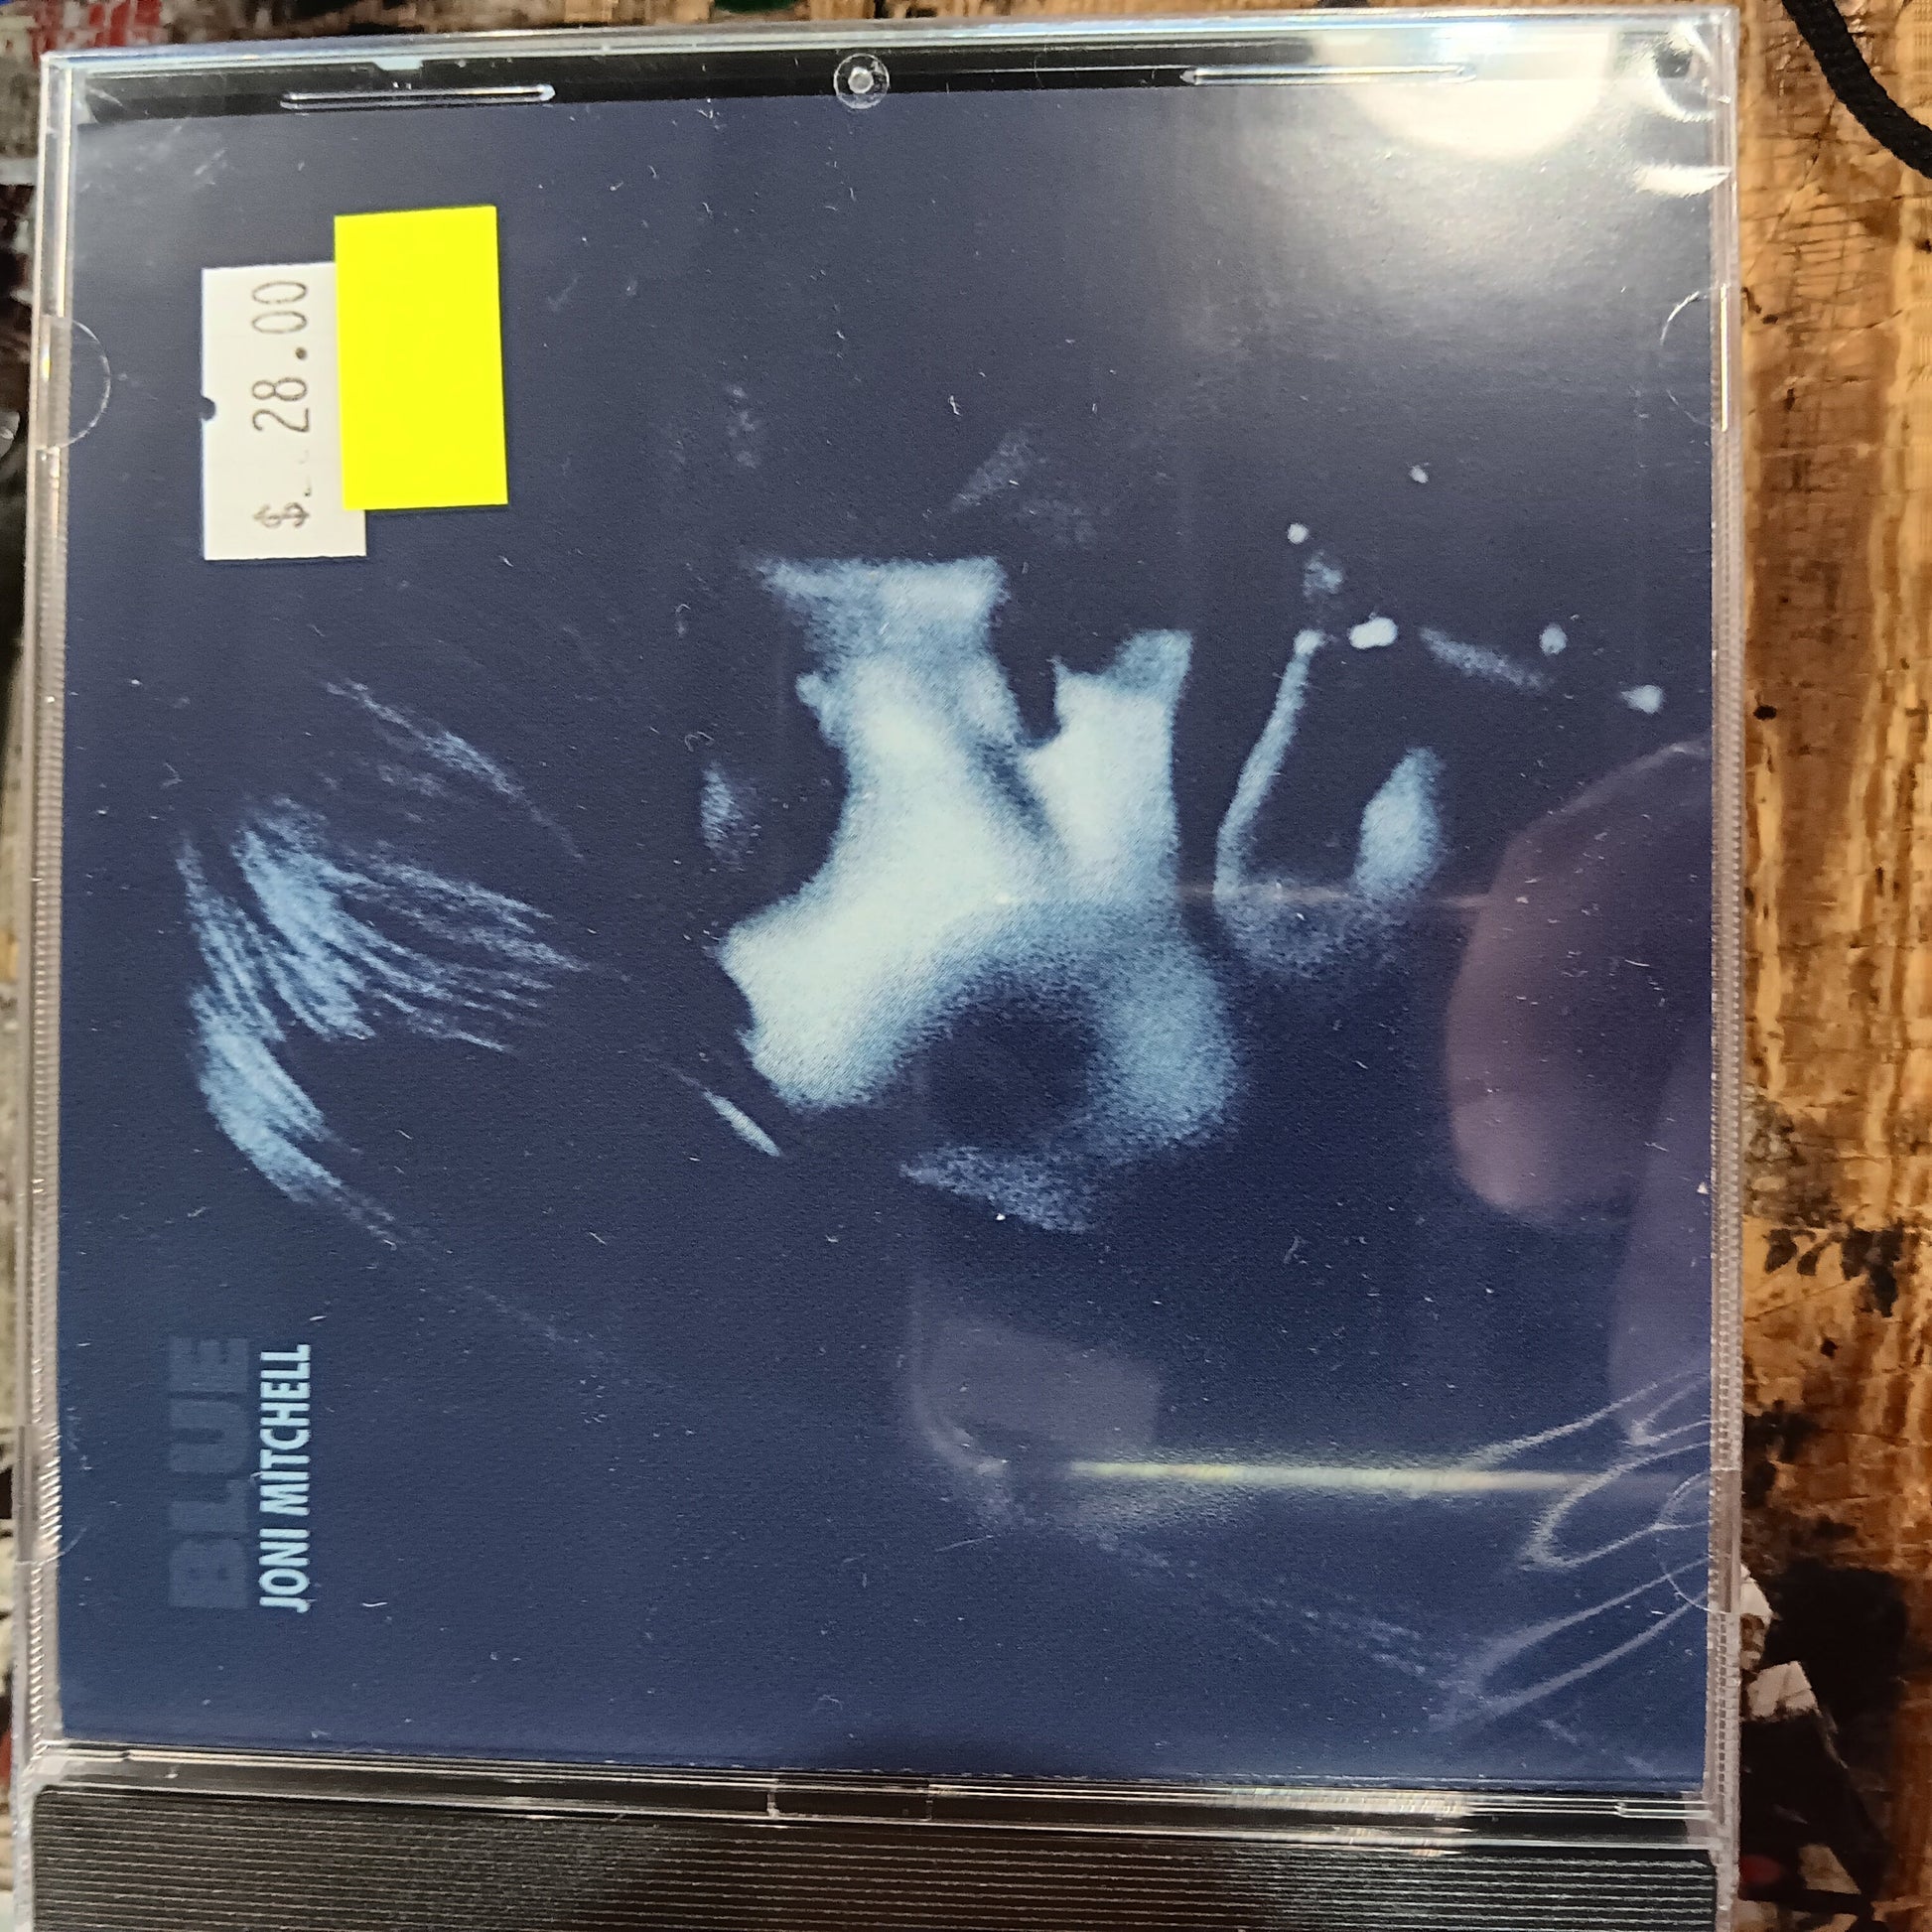 BLUE
JONI MITCHELL
$ 28.00